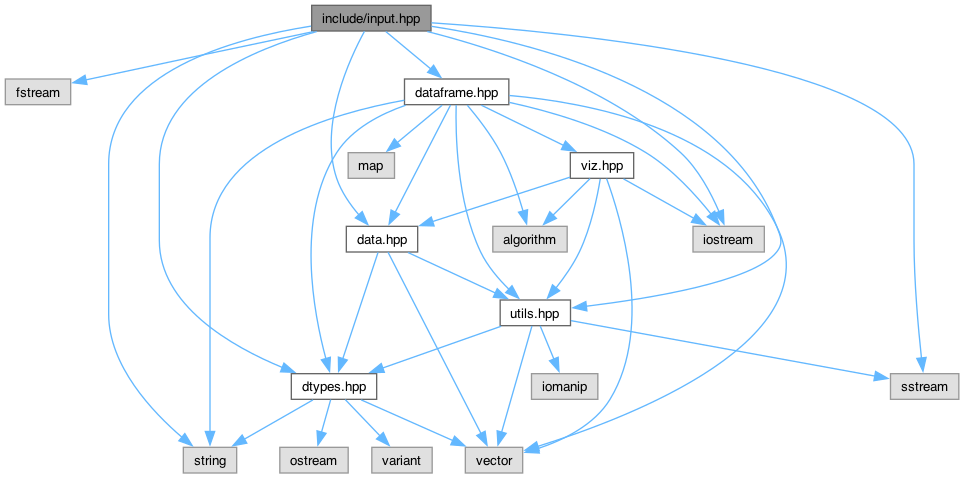 include/input.hpp
fstream
dataframe.hpp
map
viz.hpp
data.hpp
algorithm
iostream
utils.hpp
dtypes.hpp
iomanip
sstream
string
ostream
variant
vector